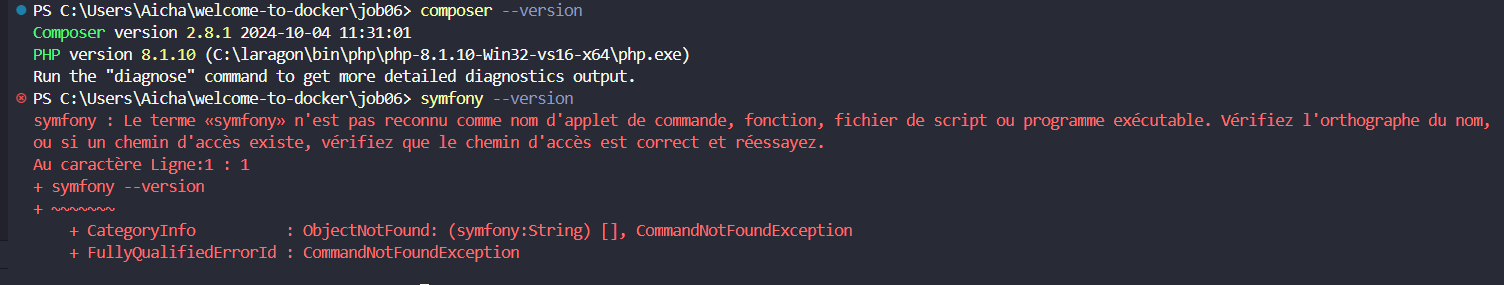 PS C:\Users\Aicha\welcome-to-docker\job06> composer --version
Composer version 2.8.1 2024-10-04 11:31:01
PHP version 8.1.10 (C:\laragon\bin\php\php-8.1.10-Win32-vs16-x64\php.exe)
Run the "diagnose" command to get more detailed diagnostics output.
PS C:\Users\Aicha\welcome-to-docker\job06> symfony --version
symfony : Le terme «symfony» n'est pas reconnu comme nom d'applet de commande, fonction, fichier de script ou programme exécutable. Vérifiez l'orthographe du nom,
ou si un chemin d'accès existe, vérifiez que le chemin d'accès est correct et réessayez.
Au caractère Ligne:1 : 1
+ symfony --version
+ ~~~~~~~
    + CategoryInfo          : ObjectNotFound: (symfony:String) [], CommandNotFoundException
    + FullyQualifiedErrorId : CommandNotFoundException